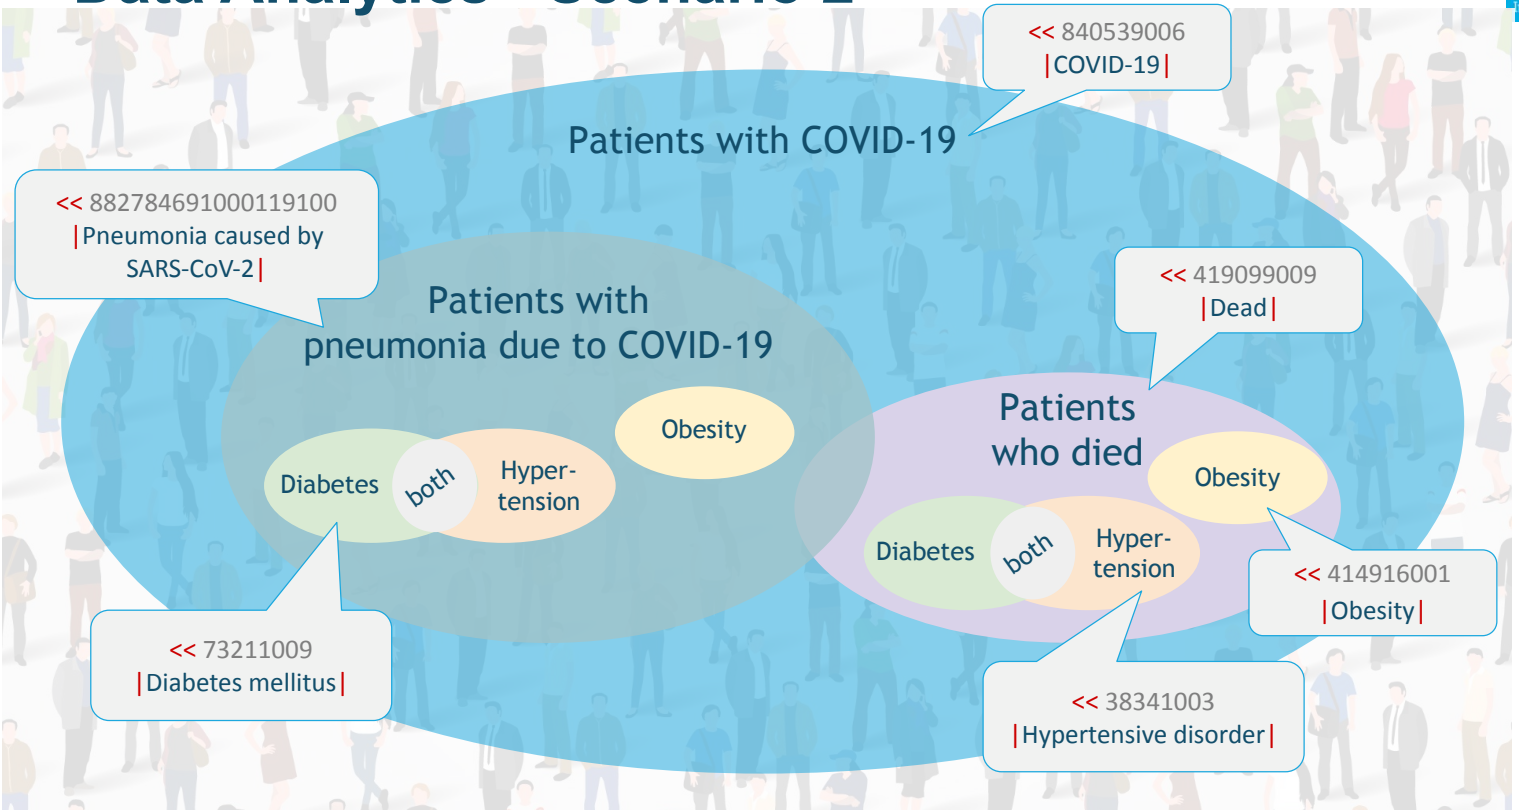 << 840539006
|COVID-19|
Patients with COVID-19
<< 882784691000119100
|Pneumonia caused by
SARS-CoV-2|
<< 419099009
|Dead|
Patients with
pneumonia due to COVID-19
Patients
who died
Obesity
Diabetes
both
Hyper-
tension
Obesity
Diabetes
both
Hyper-
tension
<< 414916001
|Obesity|
<< 73211009
|Diabetes mellitus|
<< 38341003
|Hypertensive disorder|